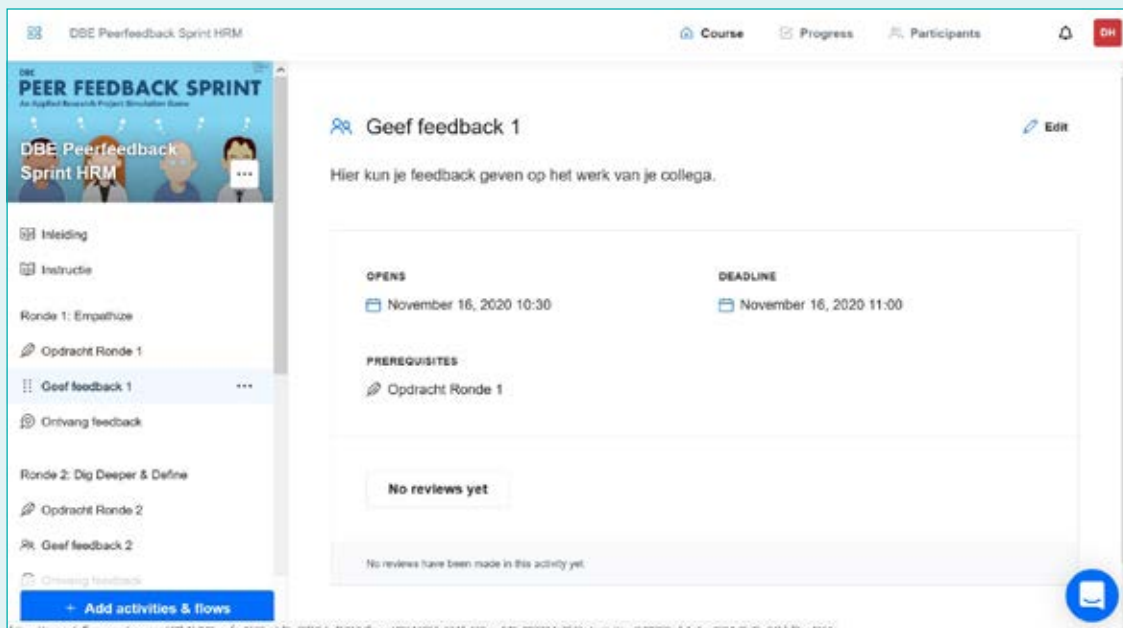 DBE Peerfeedback Sprint HRM
Course
Progress
Participants
DH
DBE
PEER FEEDBACK SPRINT
An Applied Research Project Simulation Game
DBE Peerfeedback
Sprint HRM
Inleiding
Instructie
Ronde 1: Empathize
Opdracht Ronde 1
Geef feedback 1
Ontvang feedback
Ronde 2: Dig Deeper & Define
Opdracht Ronde 2
Geef feedback 2
Ontvang feedback
+ Add activities & flows
Geef feedback 1
Edit
Hier kun je feedback geven op het werk van je collega.
OPENS
November 16, 2020 10:30
DEADLINE
November 16, 2020 11:00
PREREQUISITES
Opdracht Ronde 1
No reviews yet
No reviews have been made in this activity yet.